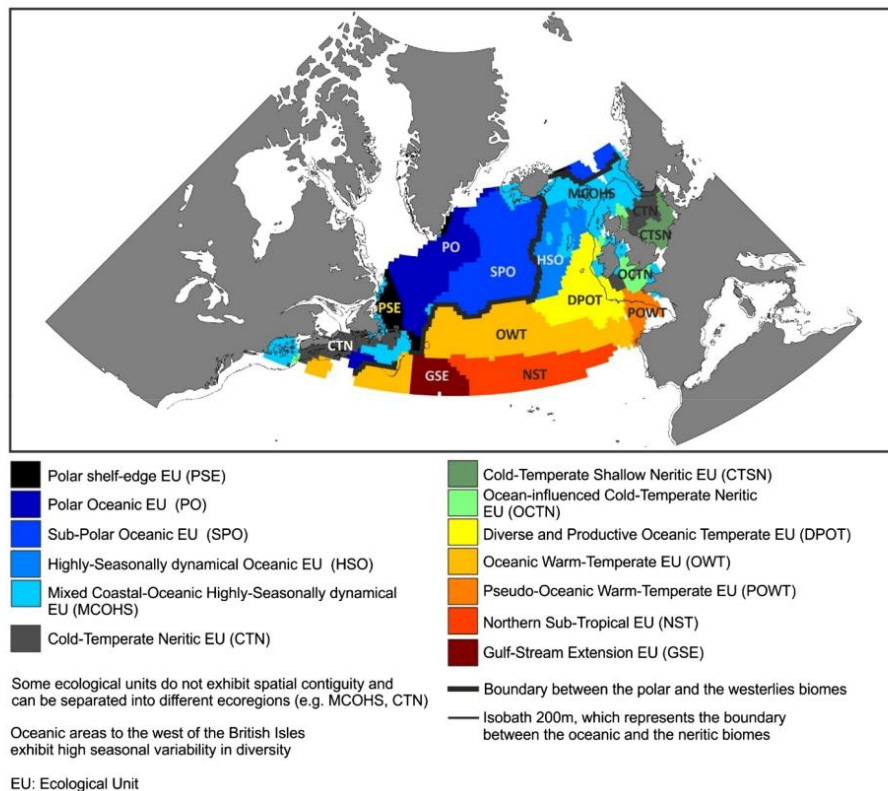 MCOHS
CTN
CTSN
PO
SPO
HSO
OCTN
DPOT
PSE
POWT
OWT
CTN
GSE
NST
Polar shelf-edge EU (PSE)
Polar Oceanic EU (PO)
Sub-Polar Oceanic EU (SPO)
Highly-Seasonally dynamical Oceanic EU (HSO)
Mixed Coastal-Oceanic Highly-Seasonally dynamical
EU (MCOHS)
Cold-Temperate Neritic EU (CTN)
Some ecological units do not exhibit spatial contiguity and
can be separated into different ecoregions (e.g. MCOHS, CTN)
Oceanic areas to the west of the British Isles
exhibit high seasonal variability in diversity
EU: Ecological Unit
Cold-Temperate Shallow Neritic EU (CTSN)
Ocean-influenced Cold-Temperate Neritic
EU (OCTN)
Diverse and Productive Oceanic Temperate EU (DPOT)
Oceanic Warm-Temperate EU (OWT)
Pseudo-Oceanic Warm-Temperate EU (POWT)
Northern Sub-Tropical EU (NST)
Gulf-Stream Extension EU (GSE)
Boundary between the polar and the westerlies biomes
Isobath 200m, which represents the boundary
between the oceanic and the neritic biomes